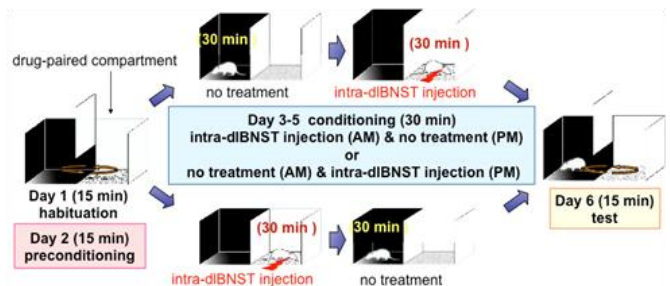 (30 min )
(30 min )
drug-paired compartment
no treatment
intra-dlBNST injection
Day 3-5 conditioning (30 min)
intra-dlBNST injection (AM) & no treatment (PM)
or
no treatment (AM) & intra-dlBNST injection (PM)
Day 1 (15 min)
habituation
Day 2 (15 min)
preconditioning
Day 6 (15 min)
test
(30 min )
30 min )
intra-dlBNST injection
no treatment